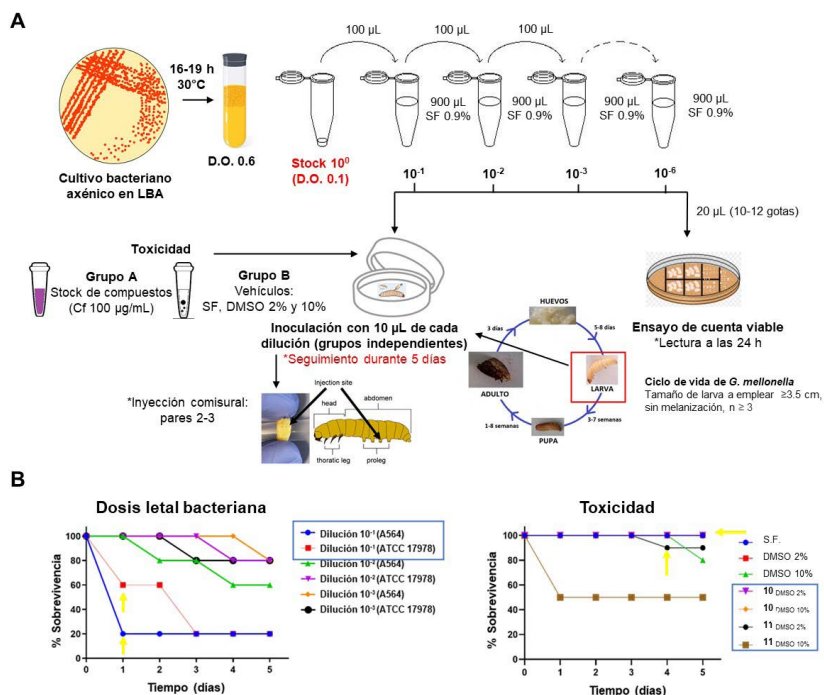 A
100 µL
100 µL
100 µL
16-19 h
30°C
D.O. 0.6
900 µL
SF 0.9%
900 µL
SF 0.9%
900 µL
SF 0.9%
900 µL
SF 0.9%
Cultivo bacteriano
axénico en LBA
Stock 10⁰
(D.O. 0.1)
10⁻¹
10⁻²
10⁻³
10⁻⁶
20 µL (10-12 gotas)
Toxicidad
Grupo A
Stock de compuestos
(Cf 100 µg/mL)
Grupo B
Vehículos:
SF, DMSO 2% y 10%
Inoculación con 10 µL de cada
dilución (grupos independientes)
*Seguimiento durante 5 días
HUEVOS
3 días
5-8 días
ADULTO
LARVA
1-8 semanas
3-7 semanas
PUPA
Ensayo de cuenta viable
*Lectura a las 24 h
Ciclo de vida de G. mellonella
Tamaño de larva a emplear ≥3.5 cm,
sin melanización, n ≥ 3
*Inyección comisural:
pares 2-3
Injection site
head
abdomen
thoracic leg
proleg
B
Dosis letal bacteriana
% Sobrevivencia
100
80
60
40
20
0
0 1 2 3 4 5
Tiempo (días)
Dilución 10⁻¹ (A564)
Dilución 10⁻¹ (ATCC 17978)
Dilución 10⁻² (A564)
Dilución 10⁻² (ATCC 17978)
Dilución 10⁻³ (A564)
Dilución 10⁻³ (ATCC 17978)
Toxicidad
% Sobrevivencia
100
80
60
40
20
0
0 1 2 3 4 5
Tiempo (días)
S.F.
DMSO 2%
DMSO 10%
10 DMSO 2%
10 DMSO 10%
11 DMSO 2%
11 DMSO 10%